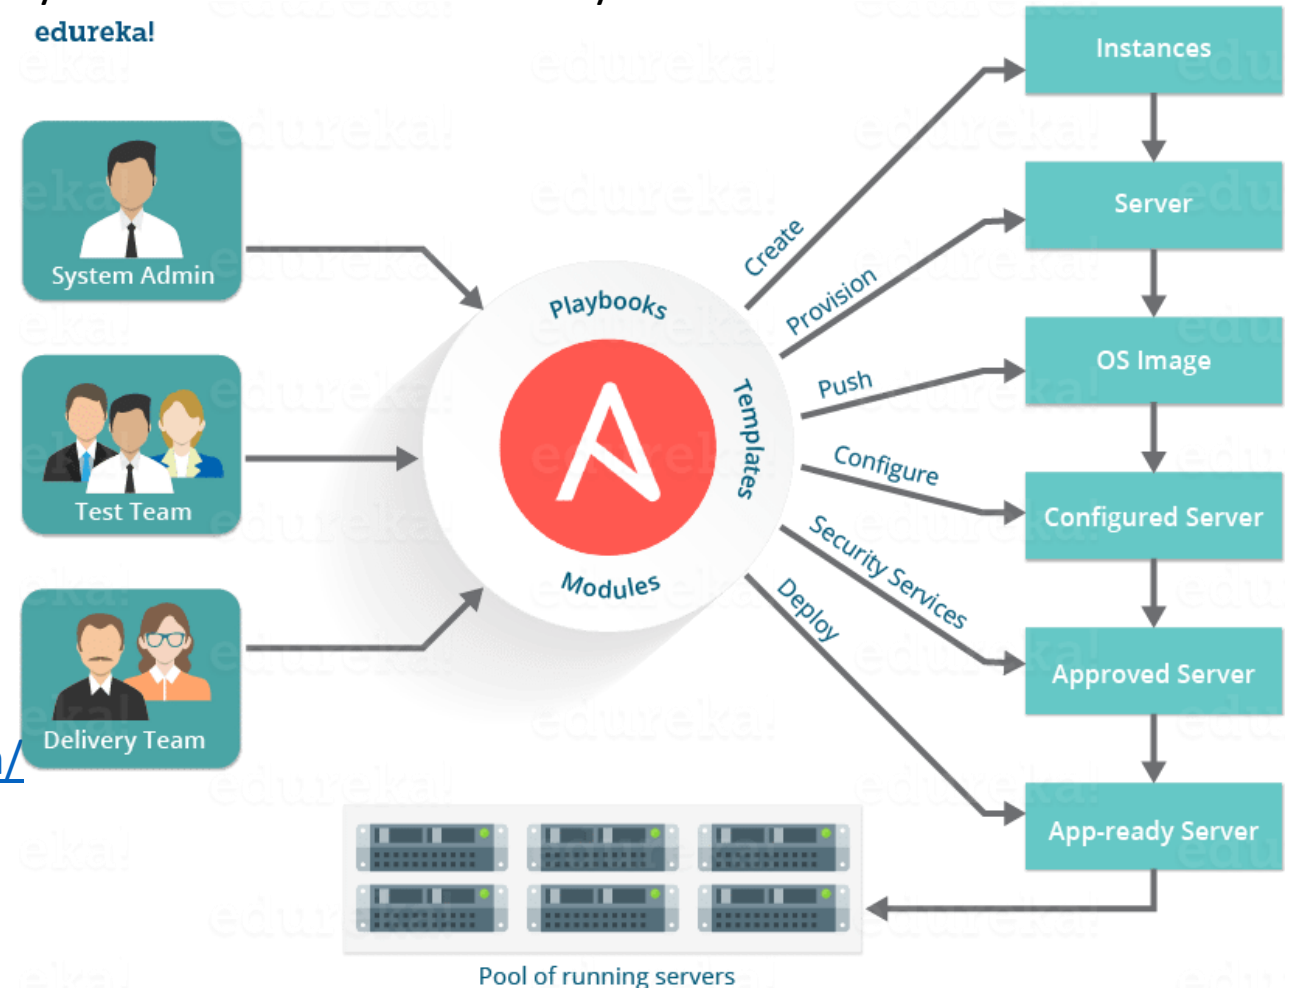 edureka!
System Admin
Test Team
Delivery Team
/
Playbooks
Templates
Modules
Create
Provision
Push
Configure
Security Services
Deploy
Instances
Server
OS Image
Configured Server
Approved Server
App-ready Server
Pool of running servers